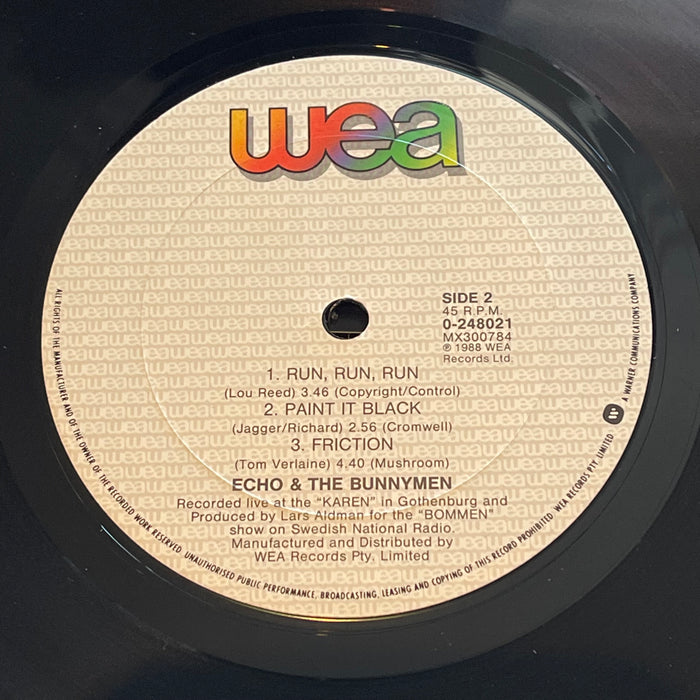 wea
SIDE 2
45 R.P.M.
0-248021
MX300784
℗ 1988 WEA
Records Ltd.
1. RUN, RUN, RUN
(Lou Reed) 3.46 (Copyright/Control)
2. PAINT IT BLACK
(Jagger/Richard) 2.56 (Cromwell)
3. FRICTION
(Tom Verlaine) 4.40 (Mushroom)
ECHO & THE BUNNYMEN
Recorded live at the "KAREN" in Gothenburg and
Produced by Lars Aldman for the "BOMMEN"
show on Swedish National Radio.
Manufactured and Distributed by
WEA Records Pty. Limited
ALL RIGHTS OF THE MANUFACTURER AND OF THE OWNER OF THE RECORDED WORK RESERVED. UNAUTHORISED PUBLIC PERFORMANCE, BROADCASTING, LEASING AND COPYING OF THIS RECORD PROHIBITED. WEA RECORDS PTY. LIMITED
A WARNER COMMUNICATIONS COMPANY